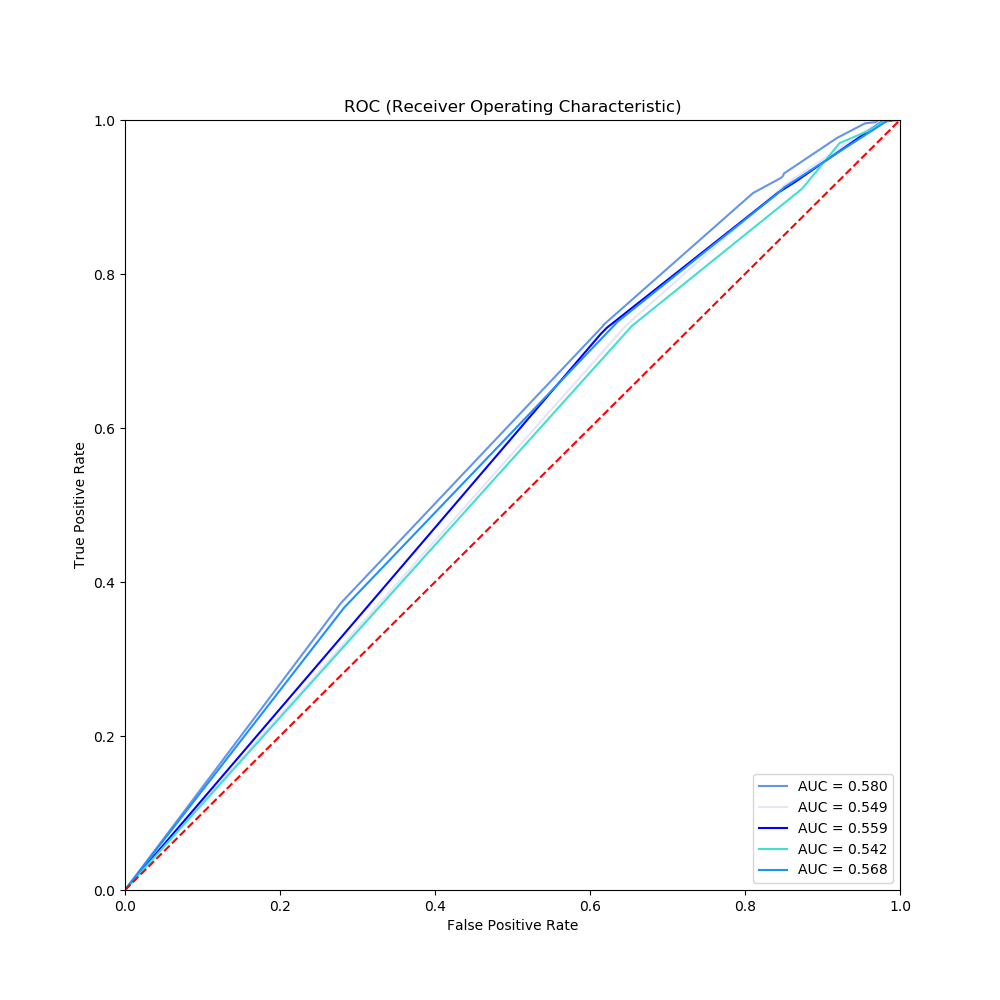 ROC (Receiver Operating Characteristic)
1.0
0.8
0.6
0.4
0.2
0.0
True Positive Rate
0.0 0.2 0.4 0.6 0.8 1.0
False Positive Rate
AUC = 0.580
AUC = 0.549
AUC = 0.559
AUC = 0.542
AUC = 0.568